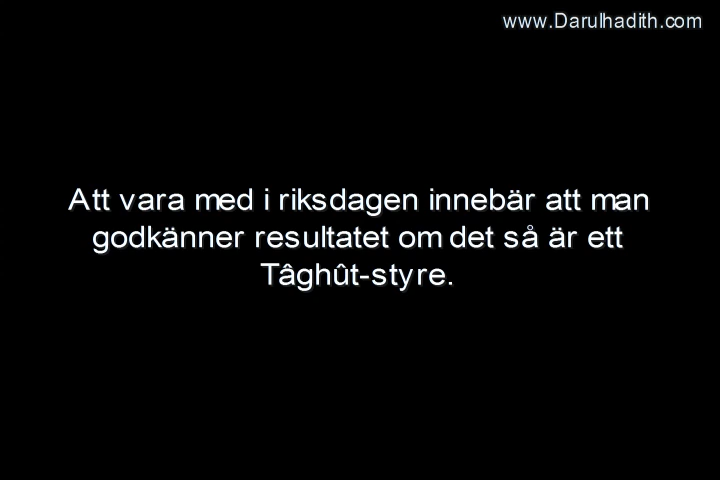 www.Darulhadith.com
Att vara med i riksdagen innebär att man
godkänner resultatet om det så är ett
Tâghût-styre.